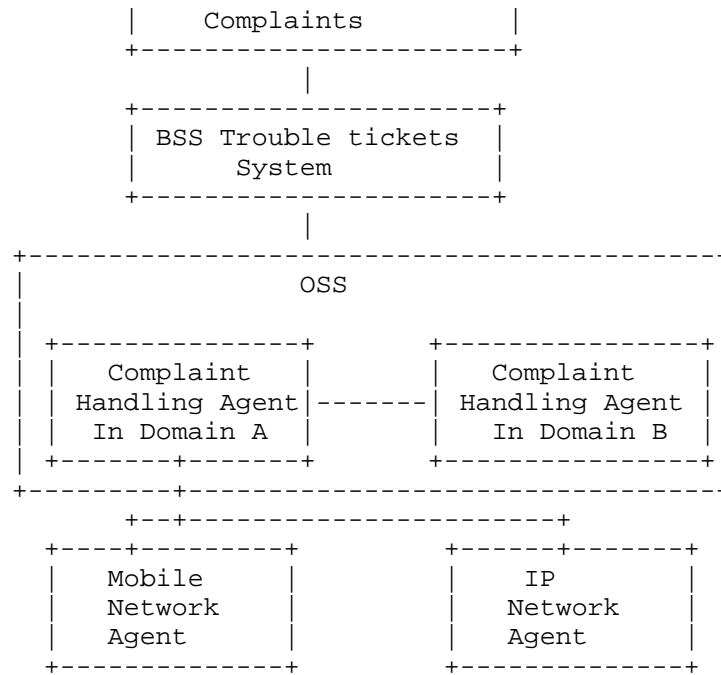 Complaints
BSS Trouble tickets
System
OSS
Complaint Complaint
Handling Agent Handling Agent
In Domain A In Domain B
Mobile IP
Network Network
Agent Agent